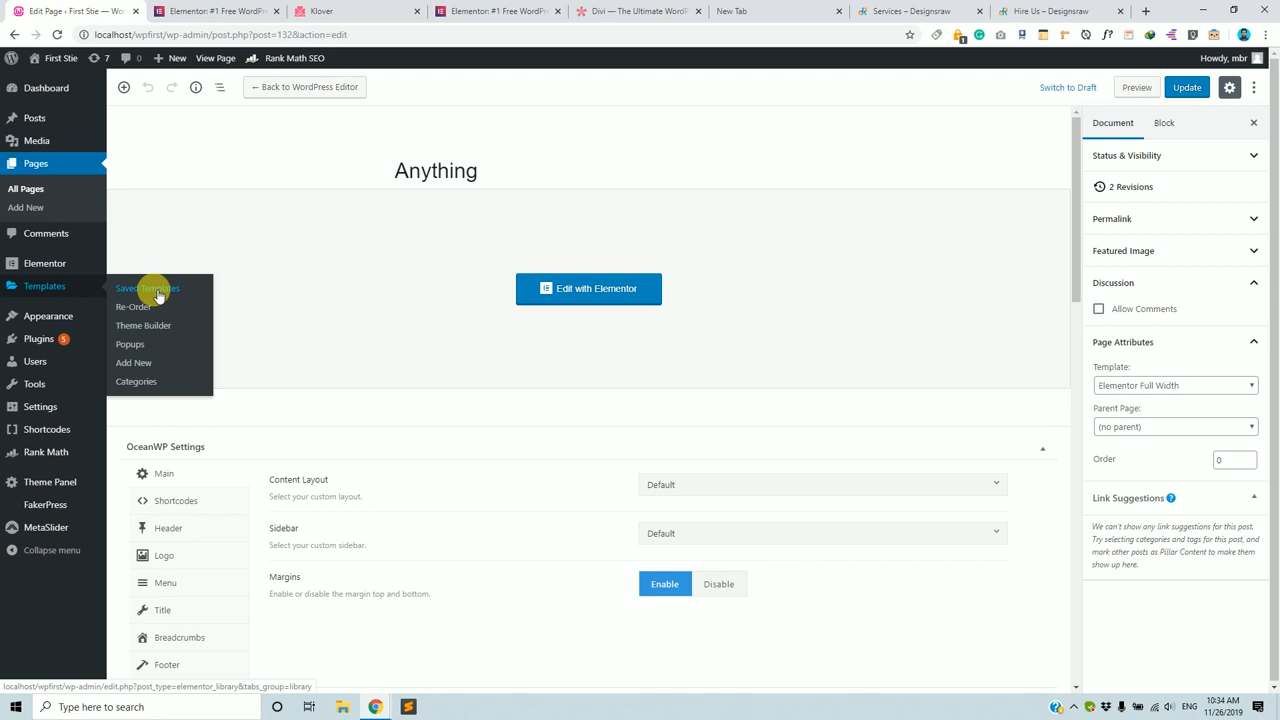 Edit Page ‹ First Stie — WordP
Elementor #1 Free WordPres
Klover
Elementor: #1 Free WordPres
Divi — The Ultimate WordPr
New Tab
Services – Designsraw
Hire Us – Designsraw
localhost/wpfirst/wp-admin/post.php?post=132&action=edit
First Stie
7
New
View Page
Rank Math SEO
Howdy, mbr
← Back to WordPress Editor
Switch to Draft
Preview
Update
Dashboard
Posts
Media
Pages
All Pages
Add New
Comments
Elementor
Templates
Appearance
Plugins 5
Users
Tools
Settings
Shortcodes
Rank Math
Theme Panel
FakerPress
MetaSlider
Collapse menu
Saved Templates
Re-Order
Theme Builder
Popups
Add New
Categories
Anything
Edit with Elementor
OceanWP Settings
Main
Shortcodes
Header
Logo
Menu
Title
Breadcrumbs
Footer
Content Layout
Select your custom layout.
Default
Sidebar
Select your custom sidebar.
Default
Margins
Enable or disable the margin top and bottom.
Enable
Disable
Document
Block
Status & Visibility
2 Revisions
Permalink
Featured Image
Discussion
Allow Comments
Page Attributes
Template:
Elementor Full Width
Parent Page:
(no parent)
Order
0
Link Suggestions
We can't show any link suggestions for this post.
Try selecting categories and tags for this post, and
mark other posts as Pillar Content to make them
show up here.
localhost/wpfirst/wp-admin/edit.php?post_type=elementor_library&tabs_group=library
Type here to search
ENG
10:34 AM
11/26/2019